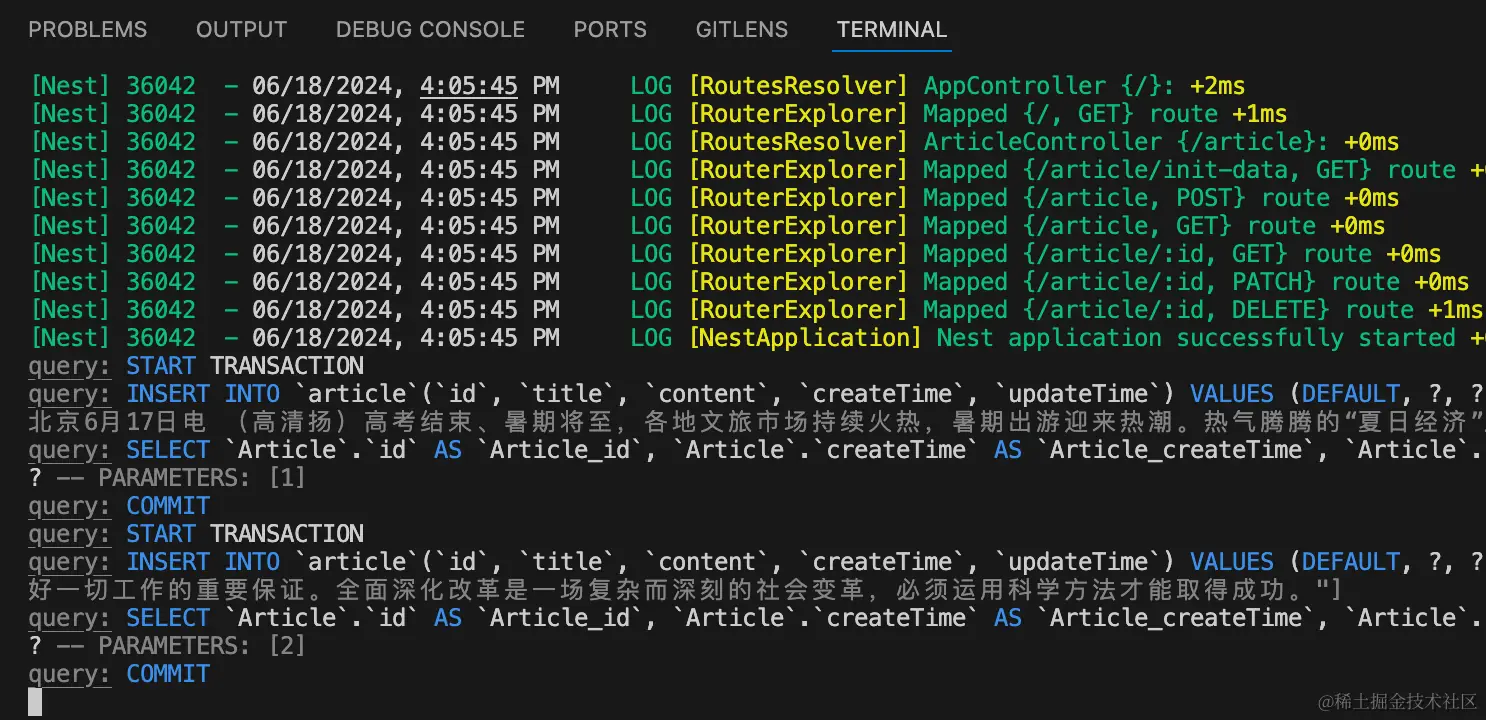 PROBLEMS OUTPUT DEBUG CONSOLE PORTS GITLENS TERMINAL
[Nest] 36042  - 06/18/2024, 4:05:45 PM     LOG [RoutesResolver] AppController {/}: +2ms
[Nest] 36042  - 06/18/2024, 4:05:45 PM     LOG [RouterExplorer] Mapped {/, GET} route +1ms
[Nest] 36042  - 06/18/2024, 4:05:45 PM     LOG [RoutesResolver] ArticleController {/article}: +0ms
[Nest] 36042  - 06/18/2024, 4:05:45 PM     LOG [RouterExplorer] Mapped {/article/init-data, GET} route +
[Nest] 36042  - 06/18/2024, 4:05:45 PM     LOG [RouterExplorer] Mapped {/article, POST} route +0ms
[Nest] 36042  - 06/18/2024, 4:05:45 PM     LOG [RouterExplorer] Mapped {/article, GET} route +0ms
[Nest] 36042  - 06/18/2024, 4:05:45 PM     LOG [RouterExplorer] Mapped {/article/:id, GET} route +0ms
[Nest] 36042  - 06/18/2024, 4:05:45 PM     LOG [RouterExplorer] Mapped {/article/:id, PATCH} route +0ms
[Nest] 36042  - 06/18/2024, 4:05:45 PM     LOG [RouterExplorer] Mapped {/article/:id, DELETE} route +1ms
[Nest] 36042  - 06/18/2024, 4:05:45 PM     LOG [NestApplication] Nest application successfully started +
query: START TRANSACTION
query: INSERT INTO `article`(`id`, `title`, `content`, `createTime`, `updateTime`) VALUES (DEFAULT, ?, ?
北京6月17日电 （高清扬）高考结束、暑期将至，各地文旅市场持续火热，暑期出游迎来热潮。热气腾腾的“夏日经济”
query: SELECT `Article`.`id` AS `Article_id`, `Article`.`createTime` AS `Article_createTime`, `Article`.
? -- PARAMETERS: [1]
query: COMMIT
query: START TRANSACTION
query: INSERT INTO `article`(`id`, `title`, `content`, `createTime`, `updateTime`) VALUES (DEFAULT, ?, ?
好一切工作的重要保证。全面深化改革是一场复杂而深刻的社会变革，必须运用科学方法才能取得成功。"]
query: SELECT `Article`.`id` AS `Article_id`, `Article`.`createTime` AS `Article_createTime`, `Article`.
? -- PARAMETERS: [2]
query: COMMIT
@稀土掘金技术社区